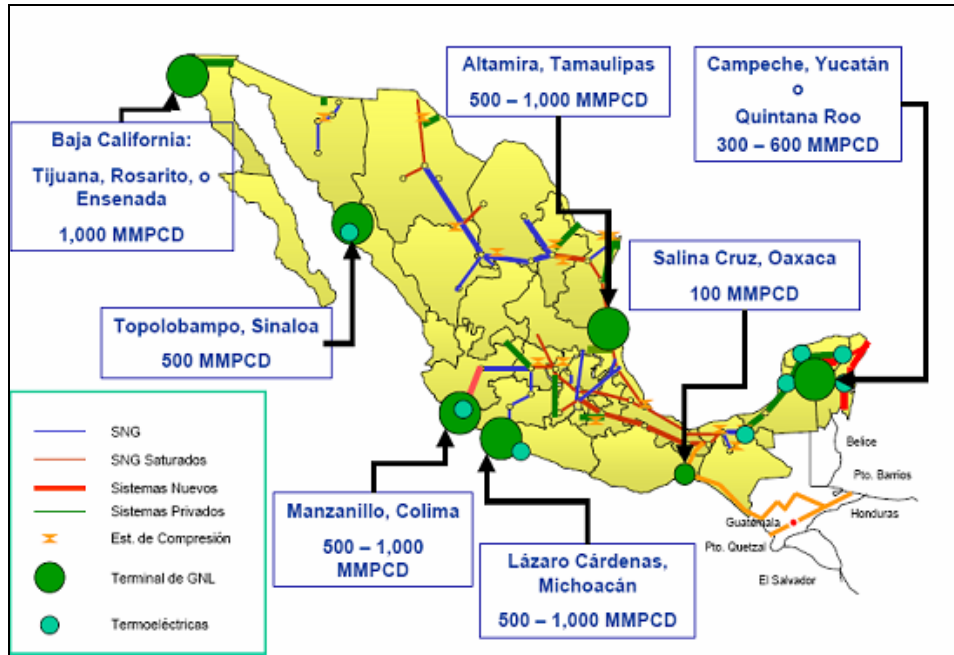 Altamira, Tamaulipas
500 – 1,000 MMPCD
Campeche, Yucatán
o
Quintana Roo
300 – 600 MMPCD
Baja California:
Tijuana, Rosarito, o
Ensenada
1,000 MMPCD
Salina Cruz, Oaxaca
100 MMPCD
Topolobampo, Sinaloa
500 MMPCD
SNG
SNG Saturados
Sistemas Nuevos
Sistemas Privados
Est. de Compresión
Terminal de GNL
Termoeléctricas
Manzanillo, Colima
500 – 1,000
MMPCD
Lázaro Cárdenas,
Michoacán
500 – 1,000 MMPCD
Belice
Pto. Barrios
Honduras
Guatemala
Pto. Quetzal
El Salvador